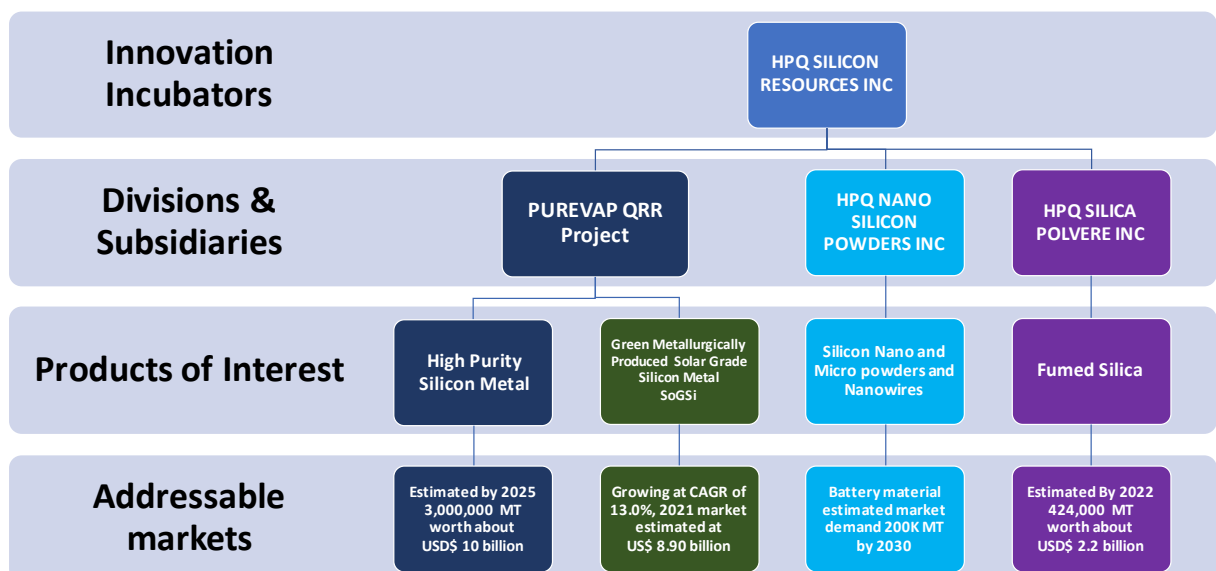 Innovation
Incubators
HPQ SILICON
RESOURCES INC
Divisions &
Subsidiaries
PUREVAP QRR
Project
HPQ NANO
SILICON
POWDERS INC
HPQ SILICA
POLVERE INC
Products of Interest
High Purity
Silicon Metal
Green Metallurgically
Produced Solar Grade
Silicon Metal
SoGSi
Silicon Nano and
Micro powders and
Nanowires
Fumed Silica
Addressable
markets
Estimated by 2025
3,000,000 MT
worth about
USD$ 10 billion
Growing at CAGR of
13.0%, 2021 market
estimated at
US$ 8.90 billion
Battery material
estimated market
demand 200K MT
by 2030
Estimated By 2022
424,000 MT
worth about
USD$ 2.2 billion